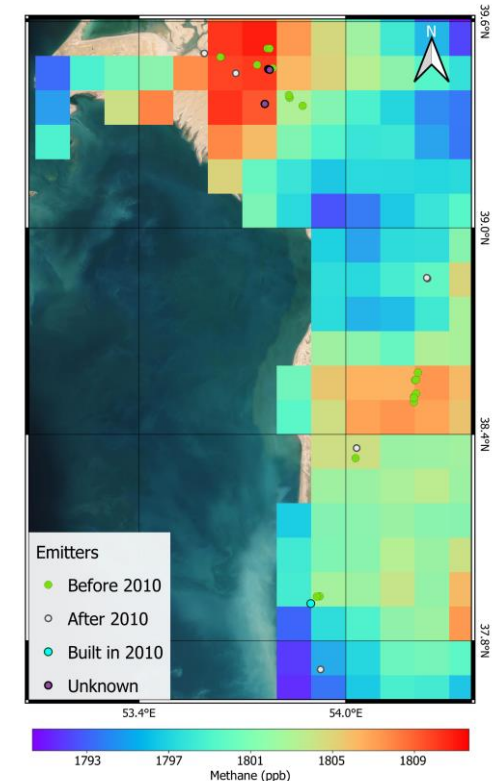 39.6°N
N
39.0°N
38.4°N
Emitters
Before 2010
After 2010
Built in 2010
Unknown
37.8°N
53.4°E 54.0°E
1793 1797 1801 1805 1809
Methane (ppb)